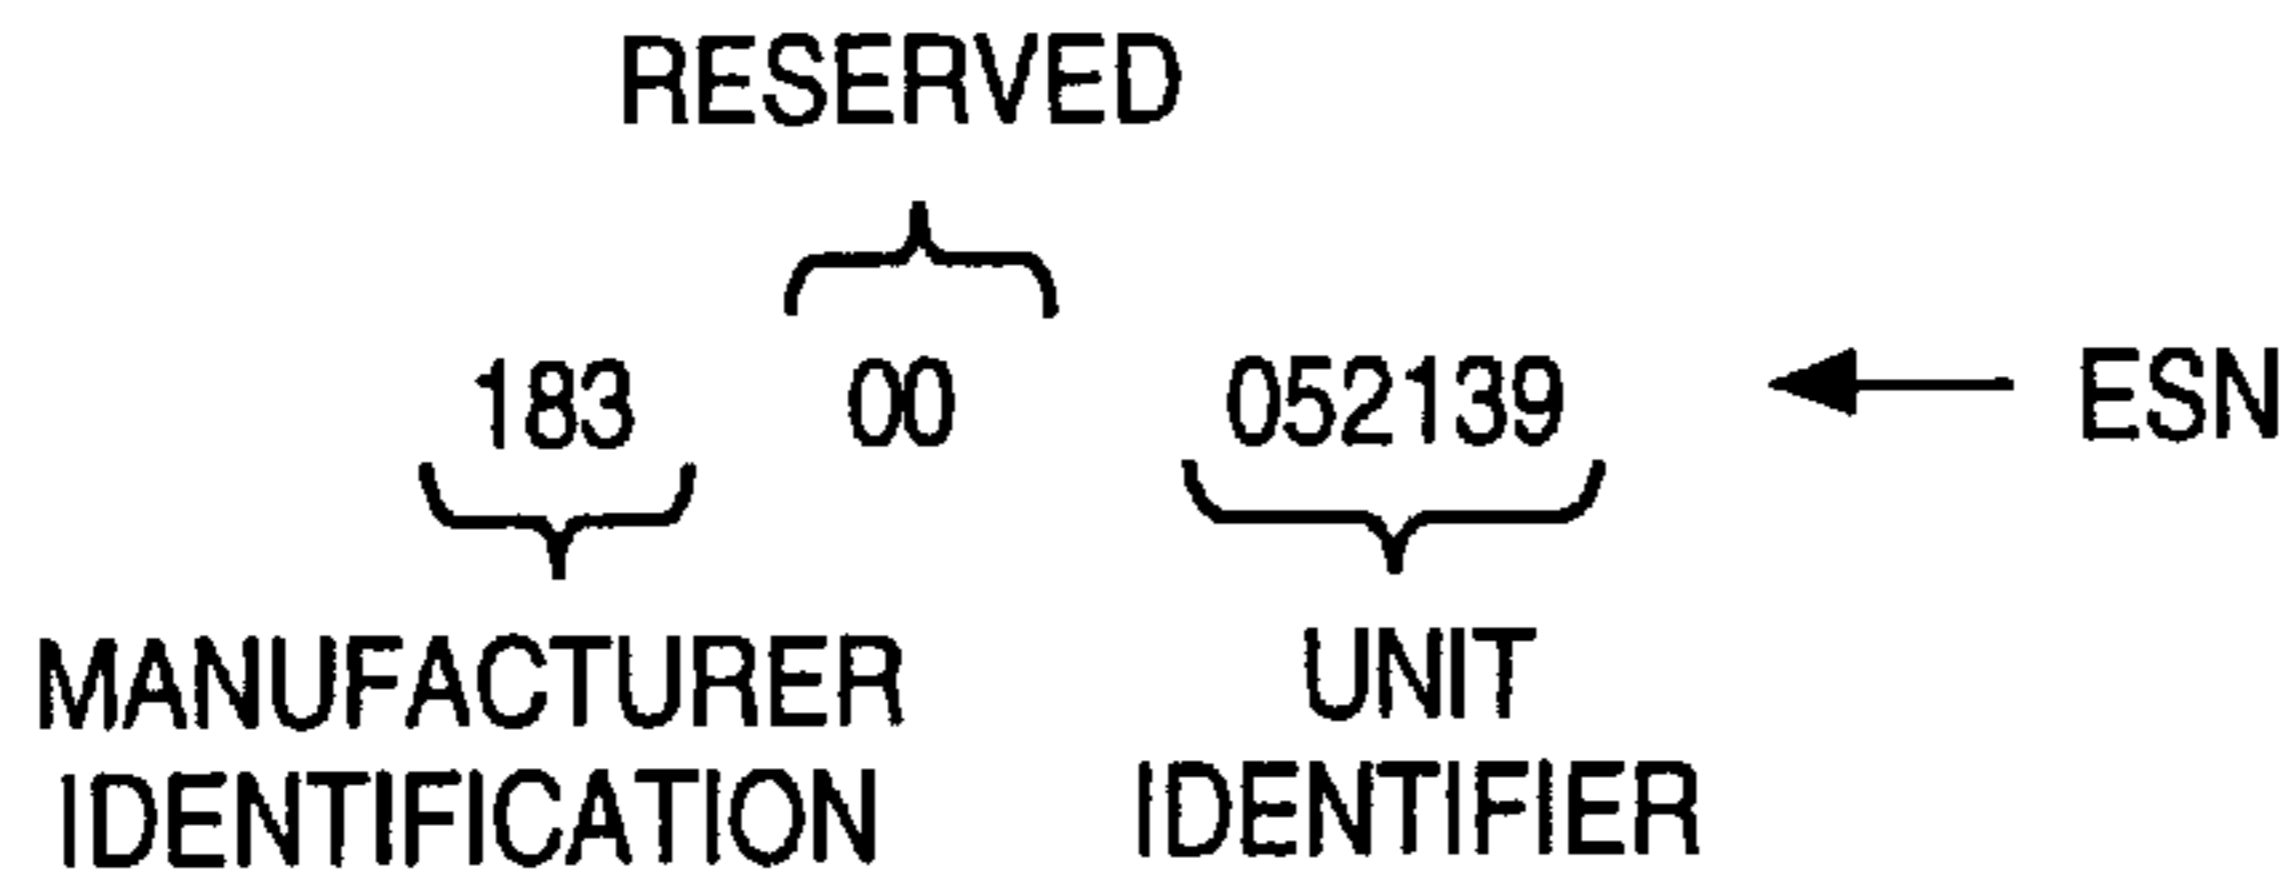 RESERVED
183 00 052139 ESN
MANUFACTURER IDENTIFICATION
UNIT IDENTIFIER